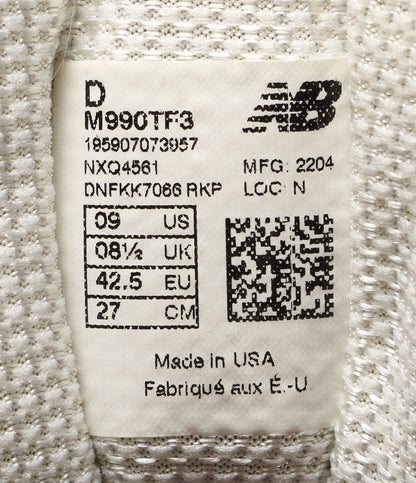 D
NB
M990TF3
195907073957
NXQ4561 MFG: 2204
DNFKK7066 RKP LOC: N
09 US
08½ UK
42.5 EU
27 CM
Made in USA
Fabriqué aux É.-U.